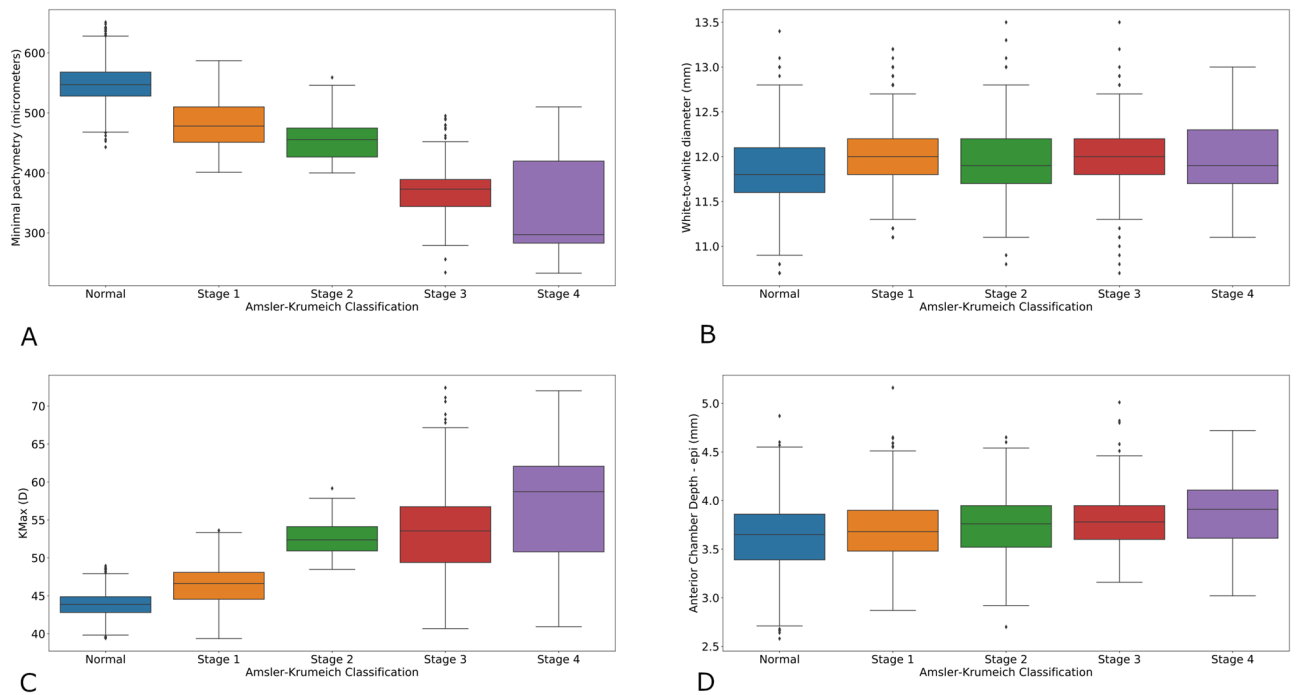 Minimal pachymetry (micrometers)
600
500
400
300
Normal Stage 1 Stage 2 Stage 3 Stage 4
Amsler-Krumeich Classification
A
White-to-white diameter (mm)
13.5
13.0
12.5
12.0
11.5
11.0
Normal Stage 1 Stage 2 Stage 3 Stage 4
Amsler-Krumeich Classification
B
KMax (D)
70
65
60
55
50
45
40
Normal Stage 1 Stage 2 Stage 3 Stage 4
Amsler-Krumeich Classification
C
Anterior Chamber Depth - epi (mm)
5.0
4.5
4.0
3.5
3.0
2.5
Normal Stage 1 Stage 2 Stage 3 Stage 4
Amsler-Krumeich Classification
D